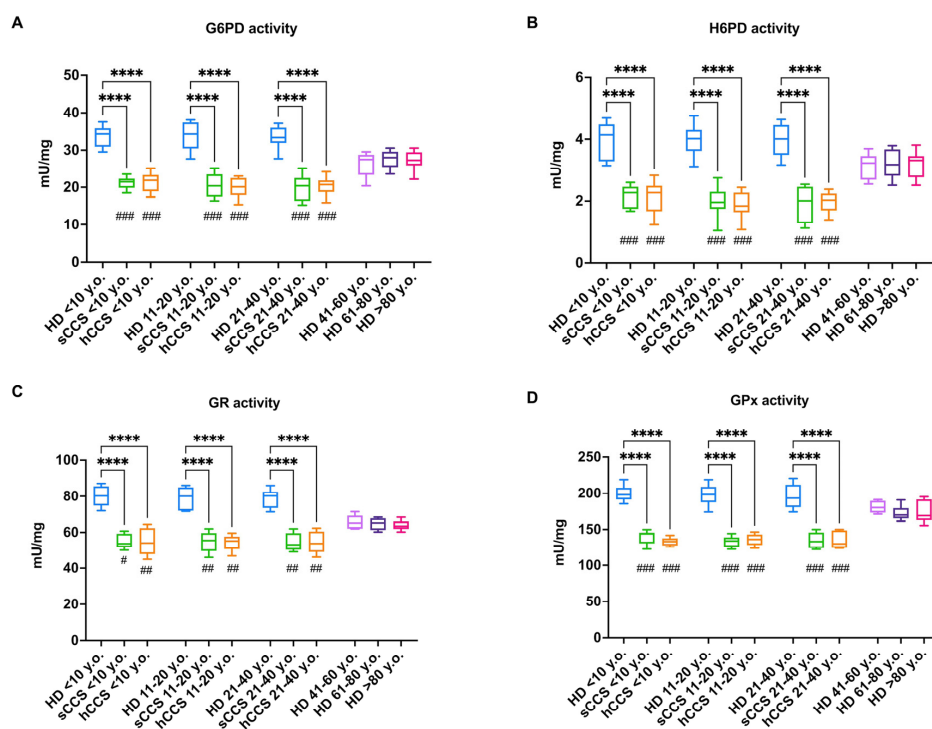 A
G6PD activity
mU/mg
50
40
30
20
10
0
**** **** ****
**** **** ****
### ### ### ### ### ###
HD <10 y.o.
sCCS <10 y.o.
hCCS <10 y.o.
HD 11-20 y.o.
sCCS 11-20 y.o.
hCCS 11-20 y.o.
HD 21-40 y.o.
sCCS 21-40 y.o.
hCCS 21-40 y.o.
HD 41-60 y.o.
HD 61-80 y.o.
HD >80 y.o.
B
H6PD activity
mU/mg
6
4
2
0
**** **** ****
**** **** ****
### ### ### ### ### ###
HD <10 y.o.
sCCS <10 y.o.
hCCS <10 y.o.
HD 11-20 y.o.
sCCS 11-20 y.o.
hCCS 11-20 y.o.
HD 21-40 y.o.
sCCS 21-40 y.o.
hCCS 21-40 y.o.
HD 41-60 y.o.
HD 61-80 y.o.
HD >80 y.o.
C
GR activity
mU/mg
100
80
60
40
20
0
**** **** ****
**** **** ****
# ## ## ## ## ##
HD <10 y.o.
sCCS <10 y.o.
hCCS <10 y.o.
HD 11-20 y.o.
sCCS 11-20 y.o.
hCCS 11-20 y.o.
HD 21-40 y.o.
sCCS 21-40 y.o.
hCCS 21-40 y.o.
HD 41-60 y.o.
HD 61-80 y.o.
HD >80 y.o.
D
GPx activity
mU/mg
250
200
150
100
50
0
**** **** ****
**** **** ****
### ### ### ### ### ###
HD <10 y.o.
sCCS <10 y.o.
hCCS <10 y.o.
HD 11-20 y.o.
sCCS 11-20 y.o.
hCCS 11-20 y.o.
HD 21-40 y.o.
sCCS 21-40 y.o.
hCCS 21-40 y.o.
HD 41-60 y.o.
HD 61-80 y.o.
HD >80 y.o.